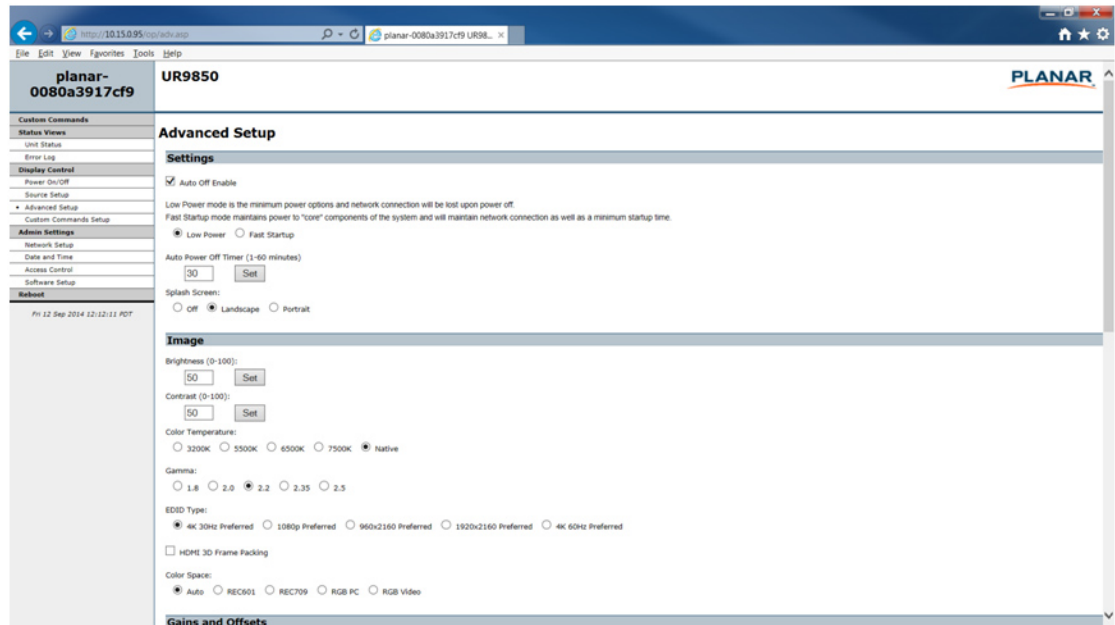 http://10.15.0.95/op/adv.asp
planar-0080a3917cf9 UR98...
File Edit View Favorites Tools Help
planar-
0080a3917cf9
UR9850
PLANAR
Custom Commands
Status Views
Unit Status
Error Log
Display Control
Power On/Off
Source Setup
Advanced Setup
Custom Commands Setup
Admin Settings
Network Setup
Date and Time
Access Control
Software Setup
Reboot
Fri 12 Sep 2014 12:12:11 PDT
Advanced Setup
Settings
Auto Off Enable
Low Power mode is the minimum power options and network connection will be lost upon power off.
Fast Startup mode maintains power to "core" components of the system and will maintain network connection as well as a minimum startup time.
Low Power Fast Startup
Auto Power Off Timer (1-60 minutes)
30 Set
Splash Screen:
Off Landscape Portrait
Image
Brightness (0-100):
50 Set
Contrast (0-100):
50 Set
Color Temperature:
3200K 5500K 6500K 7500K Native
Gamma:
1.8 2.0 2.2 2.35 2.5
EDID Type:
4K 30Hz Preferred 1080p Preferred 960x2160 Preferred 1920x2160 Preferred 4K 60Hz Preferred
HDMI 3D Frame Packing
Color Space:
Auto REC601 REC709 RGB PC RGB Video
Gains and Offsets